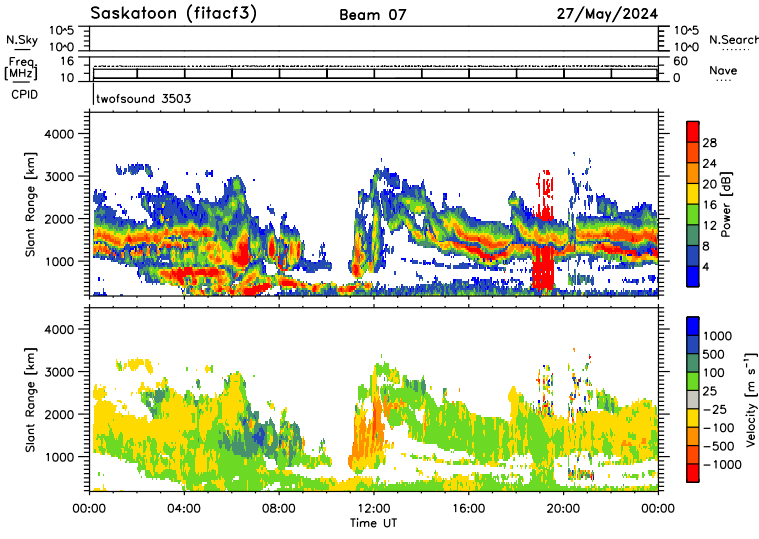 Saskatoon (fitacf3) Beam 07 27/May/2024
N.Sky 10^5 10^0 10^5 10^0 N.Search
Freq. [MHz] 16 10 60 0 Nave
CPID twofsound 3503
Slant Range [km] 4000 3000 2000 1000
28 24 20 16 12 8 4 Power [dB]
Slant Range [km] 4000 3000 2000 1000
1000 500 100 25 −25 −100 −500 −1000 Velocity [m s⁻¹]
00:00 04:00 08:00 12:00 16:00 20:00 00:00
Time UT